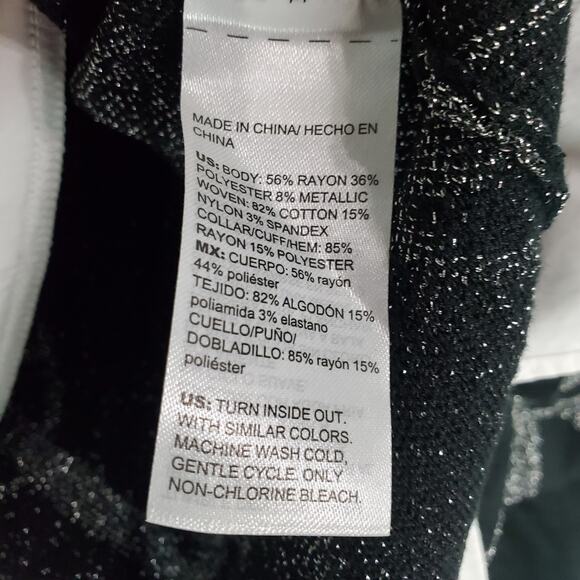 MADE IN CHINA/ HECHO EN
CHINA
US: BODY: 56% RAYON 36%
POLYESTER 8% METALLIC
WOVEN: 82% COTTON 15%
NYLON 3% SPANDEX
COLLAR/CUFF/HEM: 85%
RAYON 15% POLYESTER
MX: CUERPO: 56% rayón
44% poliéster
TEJIDO: 82% ALGODÓN 15%
poliamida 3% elastano
CUELLO/PUÑO/
DOBLADILLO: 85% rayón 15%
poliéster
US: TURN INSIDE OUT.
WITH SIMILAR COLORS.
MACHINE WASH COLD,
GENTLE CYCLE. ONLY
NON-CHLORINE BLEACH.